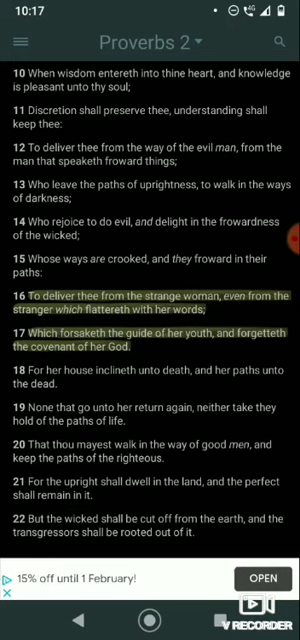 10:17
4G
Proverbs 2
10 When wisdom entereth into thine heart, and knowledge
is pleasant unto thy soul;
11 Discretion shall preserve thee, understanding shall
keep thee:
12 To deliver thee from the way of the evil man, from the
man that speaketh froward things;
13 Who leave the paths of uprightness, to walk in the ways
of darkness;
14 Who rejoice to do evil, and delight in the frowardness
of the wicked;
15 Whose ways are crooked, and they froward in their
paths:
16 To deliver thee from the strange woman, even from the
stranger which flattereth with her words;
17 Which forsaketh the guide of her youth, and forgetteth
the covenant of her God.
18 For her house inclineth unto death, and her paths unto
the dead.
19 None that go unto her return again, neither take they
hold of the paths of life.
20 That thou mayest walk in the way of good men, and
keep the paths of the righteous.
21 For the upright shall dwell in the land, and the perfect
shall remain in it.
22 But the wicked shall be cut off from the earth, and the
transgressors shall be rooted out of it.
15% off until 1 February!
OPEN
V RECORDER